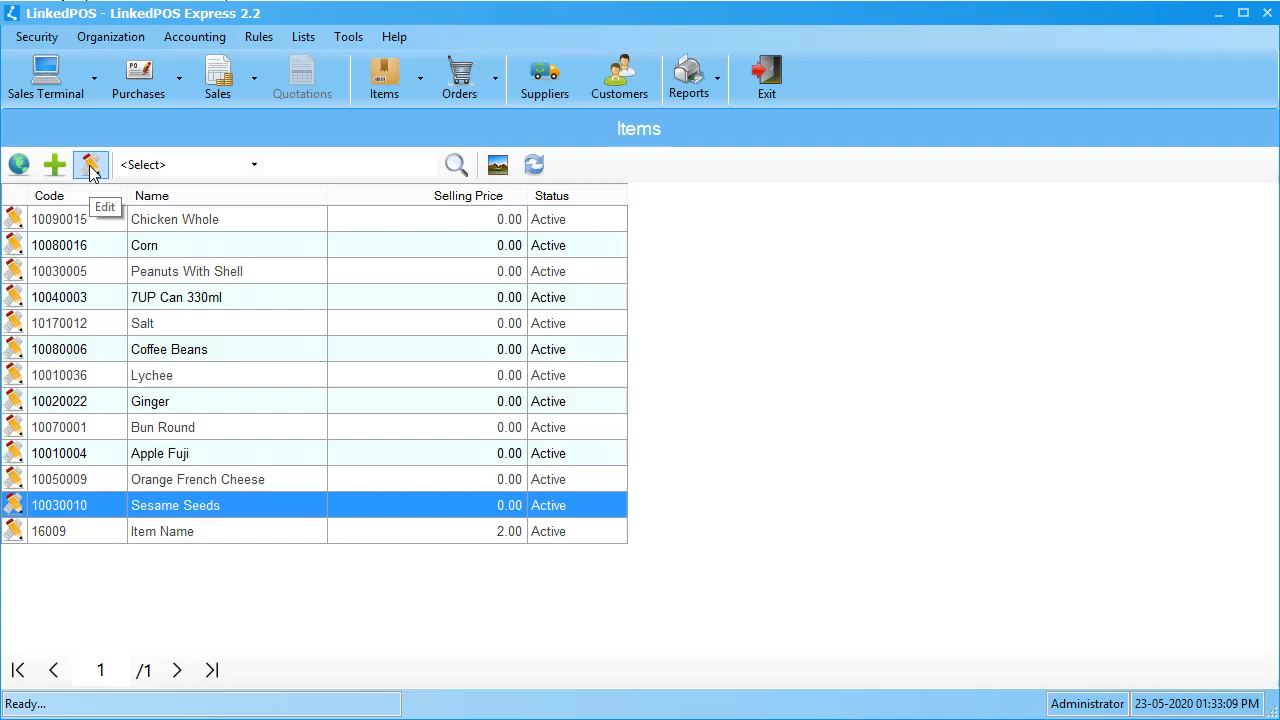 LinkedPOS - LinkedPOS Express 2.2
Security Organization Accounting Rules Lists Tools Help
PO
Sales Terminal Purchases Sales Quotations Items Orders Suppliers Customers Reports Exit
Items
<Select>
Edit
Code Name Selling Price Status
10090015 Chicken Whole 0.00 Active
10080016 Corn 0.00 Active
10030005 Peanuts With Shell 0.00 Active
10040003 7UP Can 330ml 0.00 Active
10170012 Salt 0.00 Active
10080006 Coffee Beans 0.00 Active
10010036 Lychee 0.00 Active
10020022 Ginger 0.00 Active
10070001 Bun Round 0.00 Active
10010004 Apple Fuji 0.00 Active
10050009 Orange French Cheese 0.00 Active
10030010 Sesame Seeds 0.00 Active
16009 Item Name 2.00 Active
1 /1
Ready... Administrator 23-05-2020 01:33:09 PM